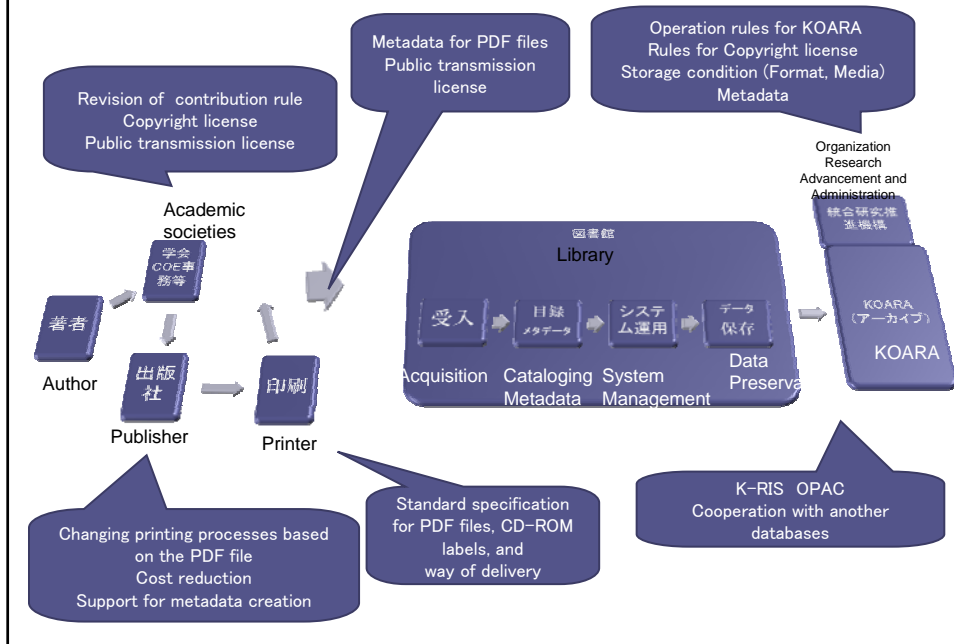 Operation rules for KOARA
Rules for Copyright license
Storage condition (Format, Media)
Metadata
Metadata for PDF files
Public transmission
license
Revision of contribution rule
Copyright license
Public transmission license
Organization
Research
Advancement and
Administration
統合研究推
進機構
Academic
societies
学会
COE事
務等
著者
Author
出版
社
Publisher
印刷
Printer
図書館
Library
受入
Acquisition
目録
メタデータ
Cataloging
Metadata
システ
ム運用
System
Management
データ
保存
Data
Preserva
KOARA
(アーカイブ)
KOARA
Changing printing processes based
on the PDF file
Cost reduction
Support for metadata creation
Standard specification
for PDF files, CD-ROM
labels, and
way of delivery
K-RIS OPAC
Cooperation with another
databases